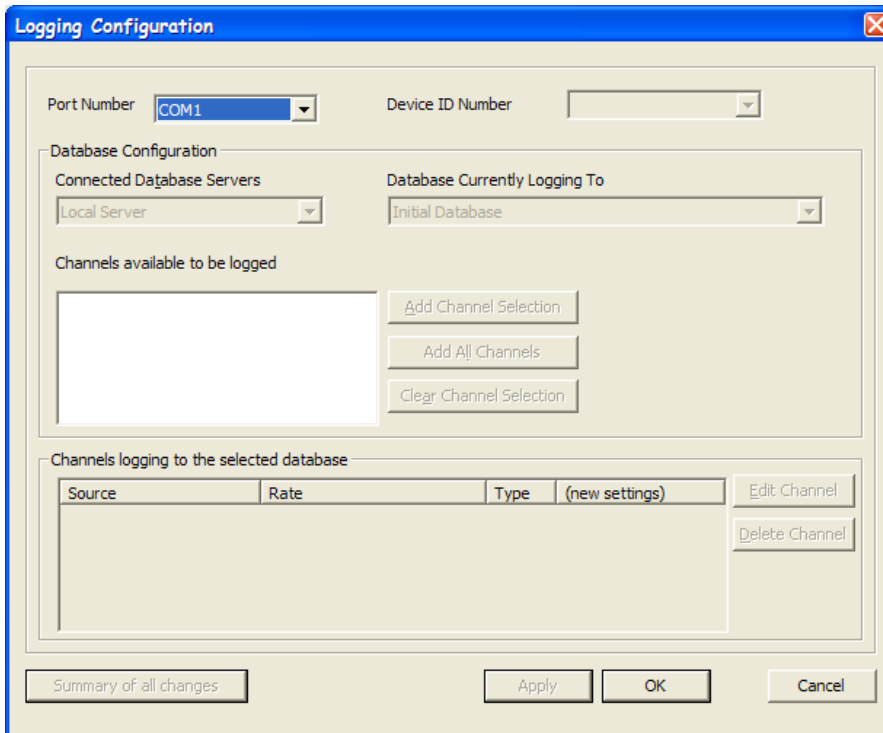 Logging Configuration
Port Number COM1 Device ID Number
Database Configuration
Connected Database Servers Database Currently Logging To
Local Server Initial Database
Channels available to be logged
Add Channel Selection
Add All Channels
Clear Channel Selection
Channels logging to the selected database
Source Rate Type (new settings) Edit Channel
Delete Channel
Summary of all changes Apply OK Cancel